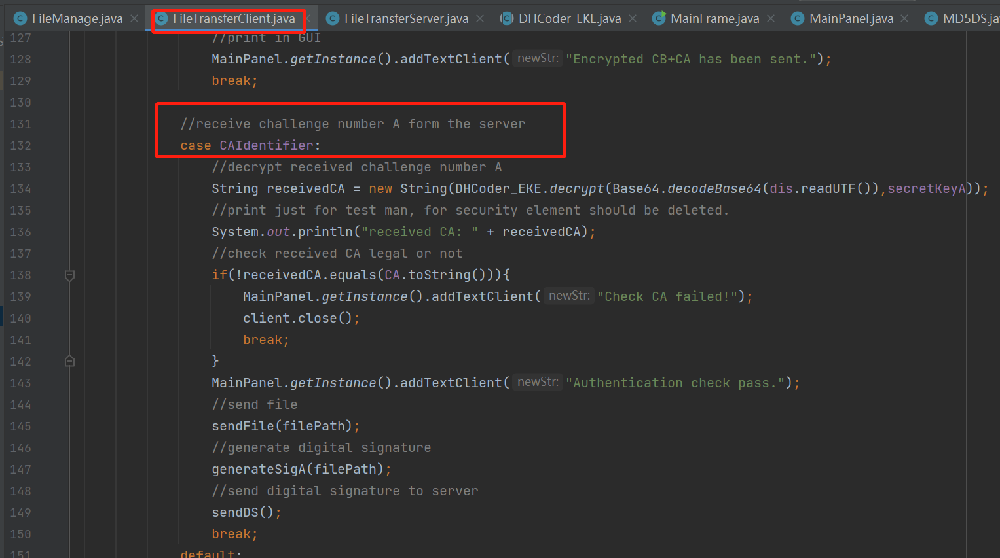 FileManage.java FileTransferClient.java FileTransferServer.java DHCoder_EKE.java MainFrame.java MainPanel.java MD5DS.ja
127 //print in GUI
128 MainPanel.getInstance().addTextClient( newStr: "Encrypted CB+CA has been sent.");
129 break;
130
131 //receive challenge number A form the server
132 case CAIdentifier:
133 //decrypt received challenge number A
134 String receivedCA = new String(DHCoder_EKE.decrypt(Base64.decodeBase64(dis.readUTF()),secretKeyA));
135 //print just for test man, for security element should be deleted.
136 System.out.println("received CA: " + receivedCA);
137 //check received CA legal or not
138 if(!receivedCA.equals(CA.toString())){
139 MainPanel.getInstance().addTextClient( newStr: "Check CA failed!");
140 client.close();
141 break;
142 }
143 MainPanel.getInstance().addTextClient( newStr: "Authentication check pass.");
144 //send file
145 sendFile(filePath);
146 //generate digital signature
147 generateSigA(filePath);
148 //send digital signature to server
149 sendDS();
150 break;
151 default: